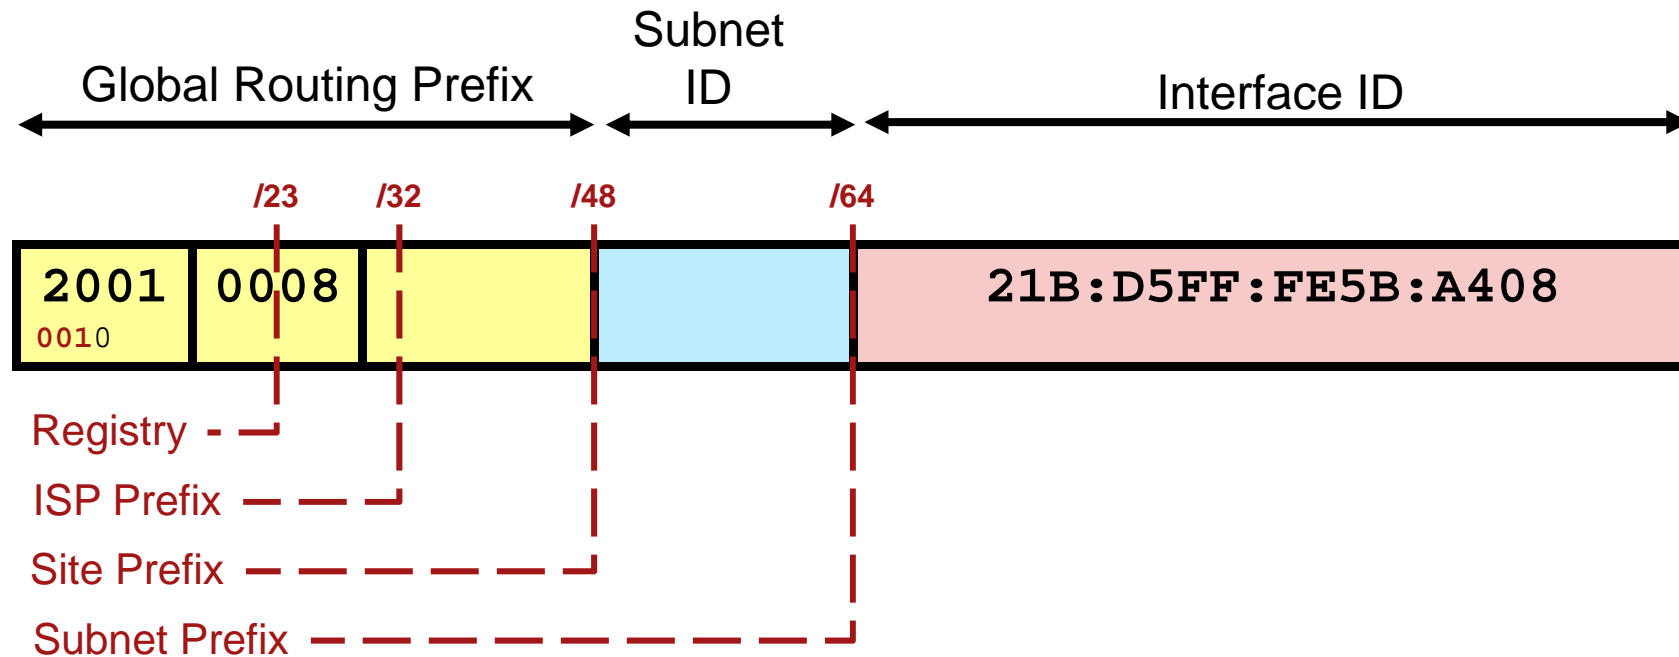 Subnet
ID
Global Routing Prefix
Interface ID
/23
/32
/48
/64
2001
0008
21B:D5FF:FE5B:A408
0010
Registry
ISP Prefix
Site Prefix
Subnet Prefix